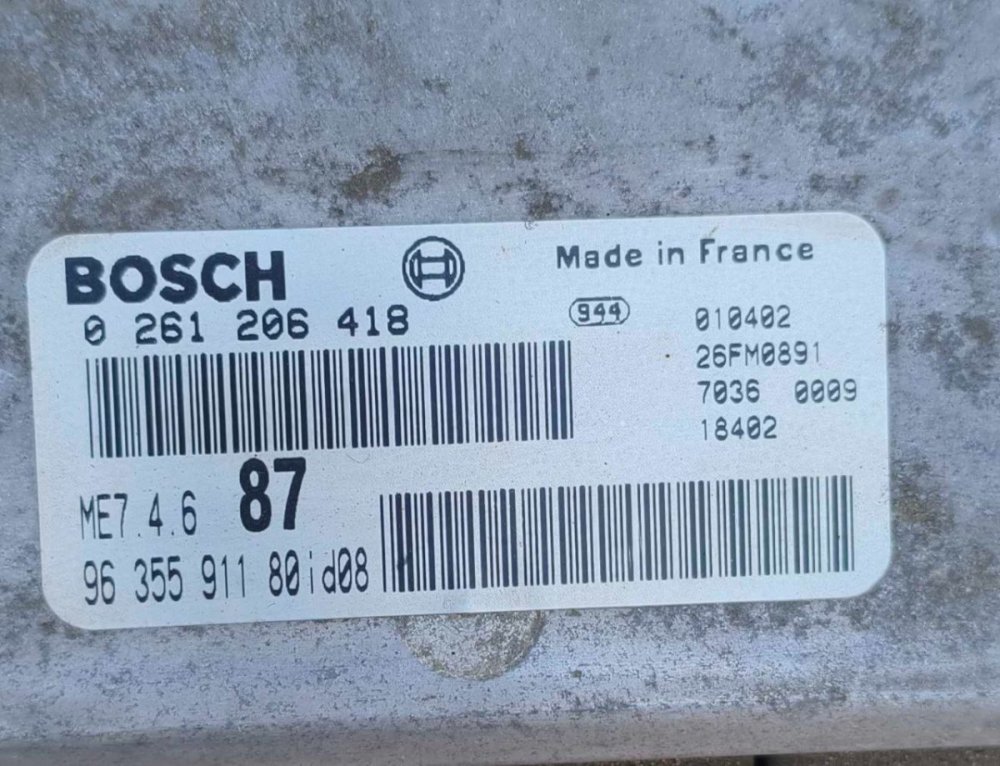 BOSCH
Made in France
0 261 206 418
944
010402
26FM0891
7036 0009
18402
ME7.4.6 87
96 355 911 80id08